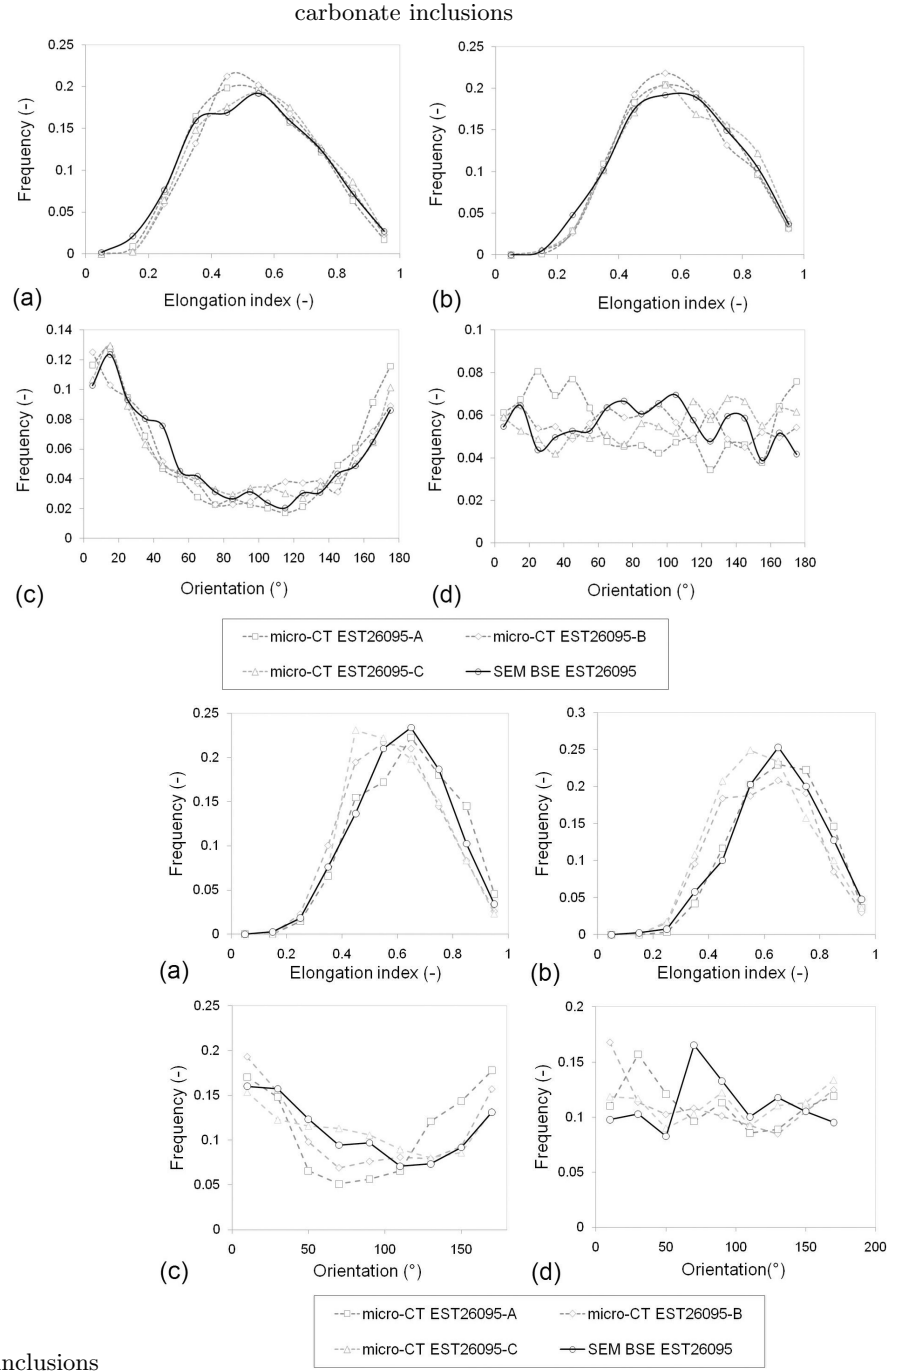 carbonate inclusions
0.25
0.2
0.15
0.1
0.05
0
Frequency (-)
0 0.2 0.4 0.6 0.8 1
Elongation index (-)
(a)
0.25
0.2
0.15
0.1
0.05
0
Frequency (-)
0 0.2 0.4 0.6 0.8 1
Elongation index (-)
(b)
0.14
0.12
0.1
0.08
0.06
0.04
0.02
0
Frequency (-)
0 20 40 60 80 100 120 140 160 180
Orientation (°)
(c)
0.1
0.08
0.06
0.04
0.02
0
Frequency (-)
0 20 40 60 80 100 120 140 160 180
Orientation (°)
(d)
micro-CT EST26095-A micro-CT EST26095-B
micro-CT EST26095-C SEM BSE EST26095
0.25
0.2
0.15
0.1
0.05
0
Frequency (-)
0 0.2 0.4 0.6 0.8 1
Elongation index (-)
(a)
0.3
0.25
0.2
0.15
0.1
0.05
0
Frequency (-)
0 0.2 0.4 0.6 0.8 1
Elongation index (-)
(b)
0.25
0.2
0.15
0.1
0.05
0
Frequency (-)
0 50 100 150
Orientation (°)
(c)
0.2
0.15
0.1
0.05
0
Frequency (-)
0 50 100 150 200
Orientation(°)
(d)
micro-CT EST26095-A micro-CT EST26095-B
micro-CT EST26095-C SEM BSE EST26095
nclusions